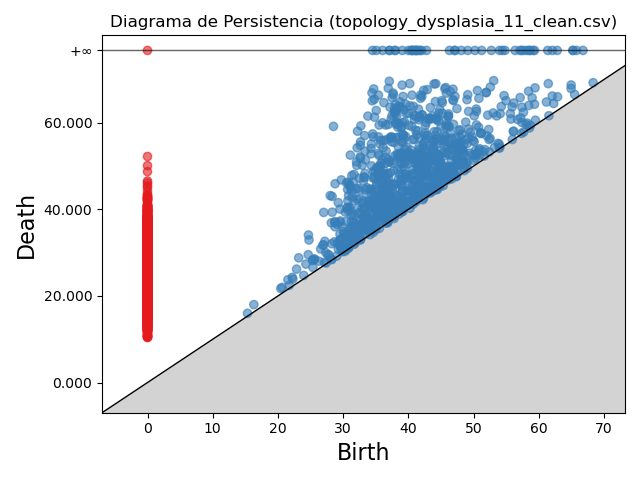 Diagrama de Persistencia (topology_dysplasia_11_clean.csv)
+∞
60.000
40.000
20.000
0.000
Death
0 10 20 30 40 50 60 70
Birth